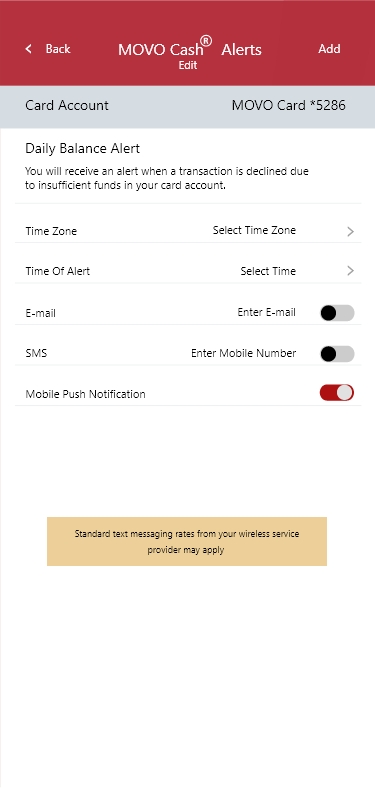 Back
MOVO Cash® Alerts
Add
Edit
Card Account
MOVO Card *5286
Daily Balance Alert
You will receive an alert when a transaction is declined due
to insufficient funds in your card account.
Time Zone
Select Time Zone
Time Of Alert
Select Time
E-mail
Enter E-mail
SMS
Enter Mobile Number
Mobile Push Notification
Standard text messaging rates from your wireless service
provider may apply